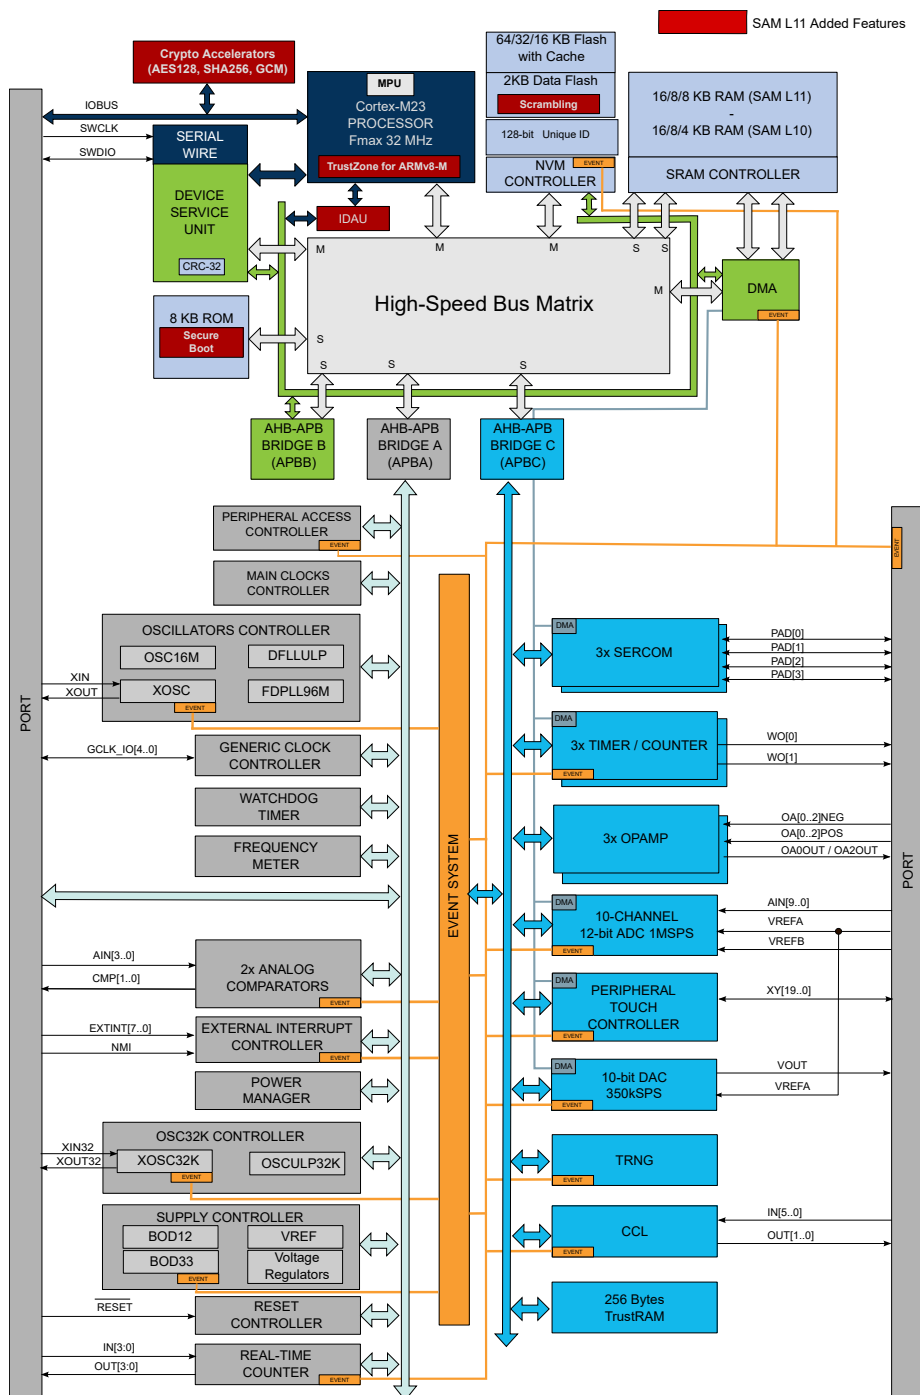 SAM L11 Added Features
Crypto Accelerators
(AES128, SHA256, GCM)
IOBUS
SWCLK
SWDIO
SERIAL
WIRE
DEVICE
SERVICE
UNIT
CRC-32
MPU
Cortex-M23
PROCESSOR
Fmax 32 MHz
TrustZone for ARMv8-M
IDAU
64/32/16 KB Flash
with Cache
2KB Data Flash
Scrambling
128-bit Unique ID
EVENT
NVM
CONTROLLER
16/8/8 KB RAM (SAM L11)
-
16/8/4 KB RAM (SAM L10)
SRAM CONTROLLER
M
M
M
S
S
M
High-Speed Bus Matrix
S
S
S
S
DMA
EVENT
8 KB ROM
Secure
Boot
AHB-APB
BRIDGE B
(APBB)
AHB-APB
BRIDGE A
(APBA)
AHB-APB
BRIDGE C
(APBC)
PORT
PERIPHERAL ACCESS
CONTROLLER
EVENT
MAIN CLOCKS
CONTROLLER
OSCILLATORS CONTROLLER
OSC16M
DFLLULP
XOSC
FDPLL96M
EVENT
XIN
XOUT
GCLK_IO[4..0]
GENERIC CLOCK
CONTROLLER
WATCHDOG
TIMER
FREQUENCY
METER
AIN[3..0]
CMP[1..0]
2x ANALOG
COMPARATORS
EVENT
EXTINT[7..0]
NMI
EXTERNAL INTERRUPT
CONTROLLER
EVENT
POWER
MANAGER
OSC32K CONTROLLER
XIN32
XOUT32
XOSC32K
OSCULP32K
EVENT
SUPPLY CONTROLLER
BOD12
VREF
BOD33
Voltage
Regulators
EVENT
RESET
RESET
CONTROLLER
IN[3:0]
OUT[3:0]
REAL-TIME
COUNTER
EVENT
EVENT SYSTEM
EVENT
PORT
DMA
3x SERCOM
PAD[0]
PAD[1]
PAD[2]
PAD[3]
DMA
3x TIMER / COUNTER
EVENT
WO[0]
WO[1]
3x OPAMP
OA[0..2]NEG
OA[0..2]POS
OA0OUT / OA2OUT
DMA
10-CHANNEL
12-bit ADC 1MSPS
EVENT
AIN[9..0]
VREFA
VREFB
DMA
PERIPHERAL
TOUCH
CONTROLLER
EVENT
XY[19..0]
DMA
10-bit DAC
350kSPS
EVENT
VOUT
VREFA
TRNG
EVENT
CCL
EVENT
IN[5..0]
OUT[1..0]
256 Bytes
TrustRAM